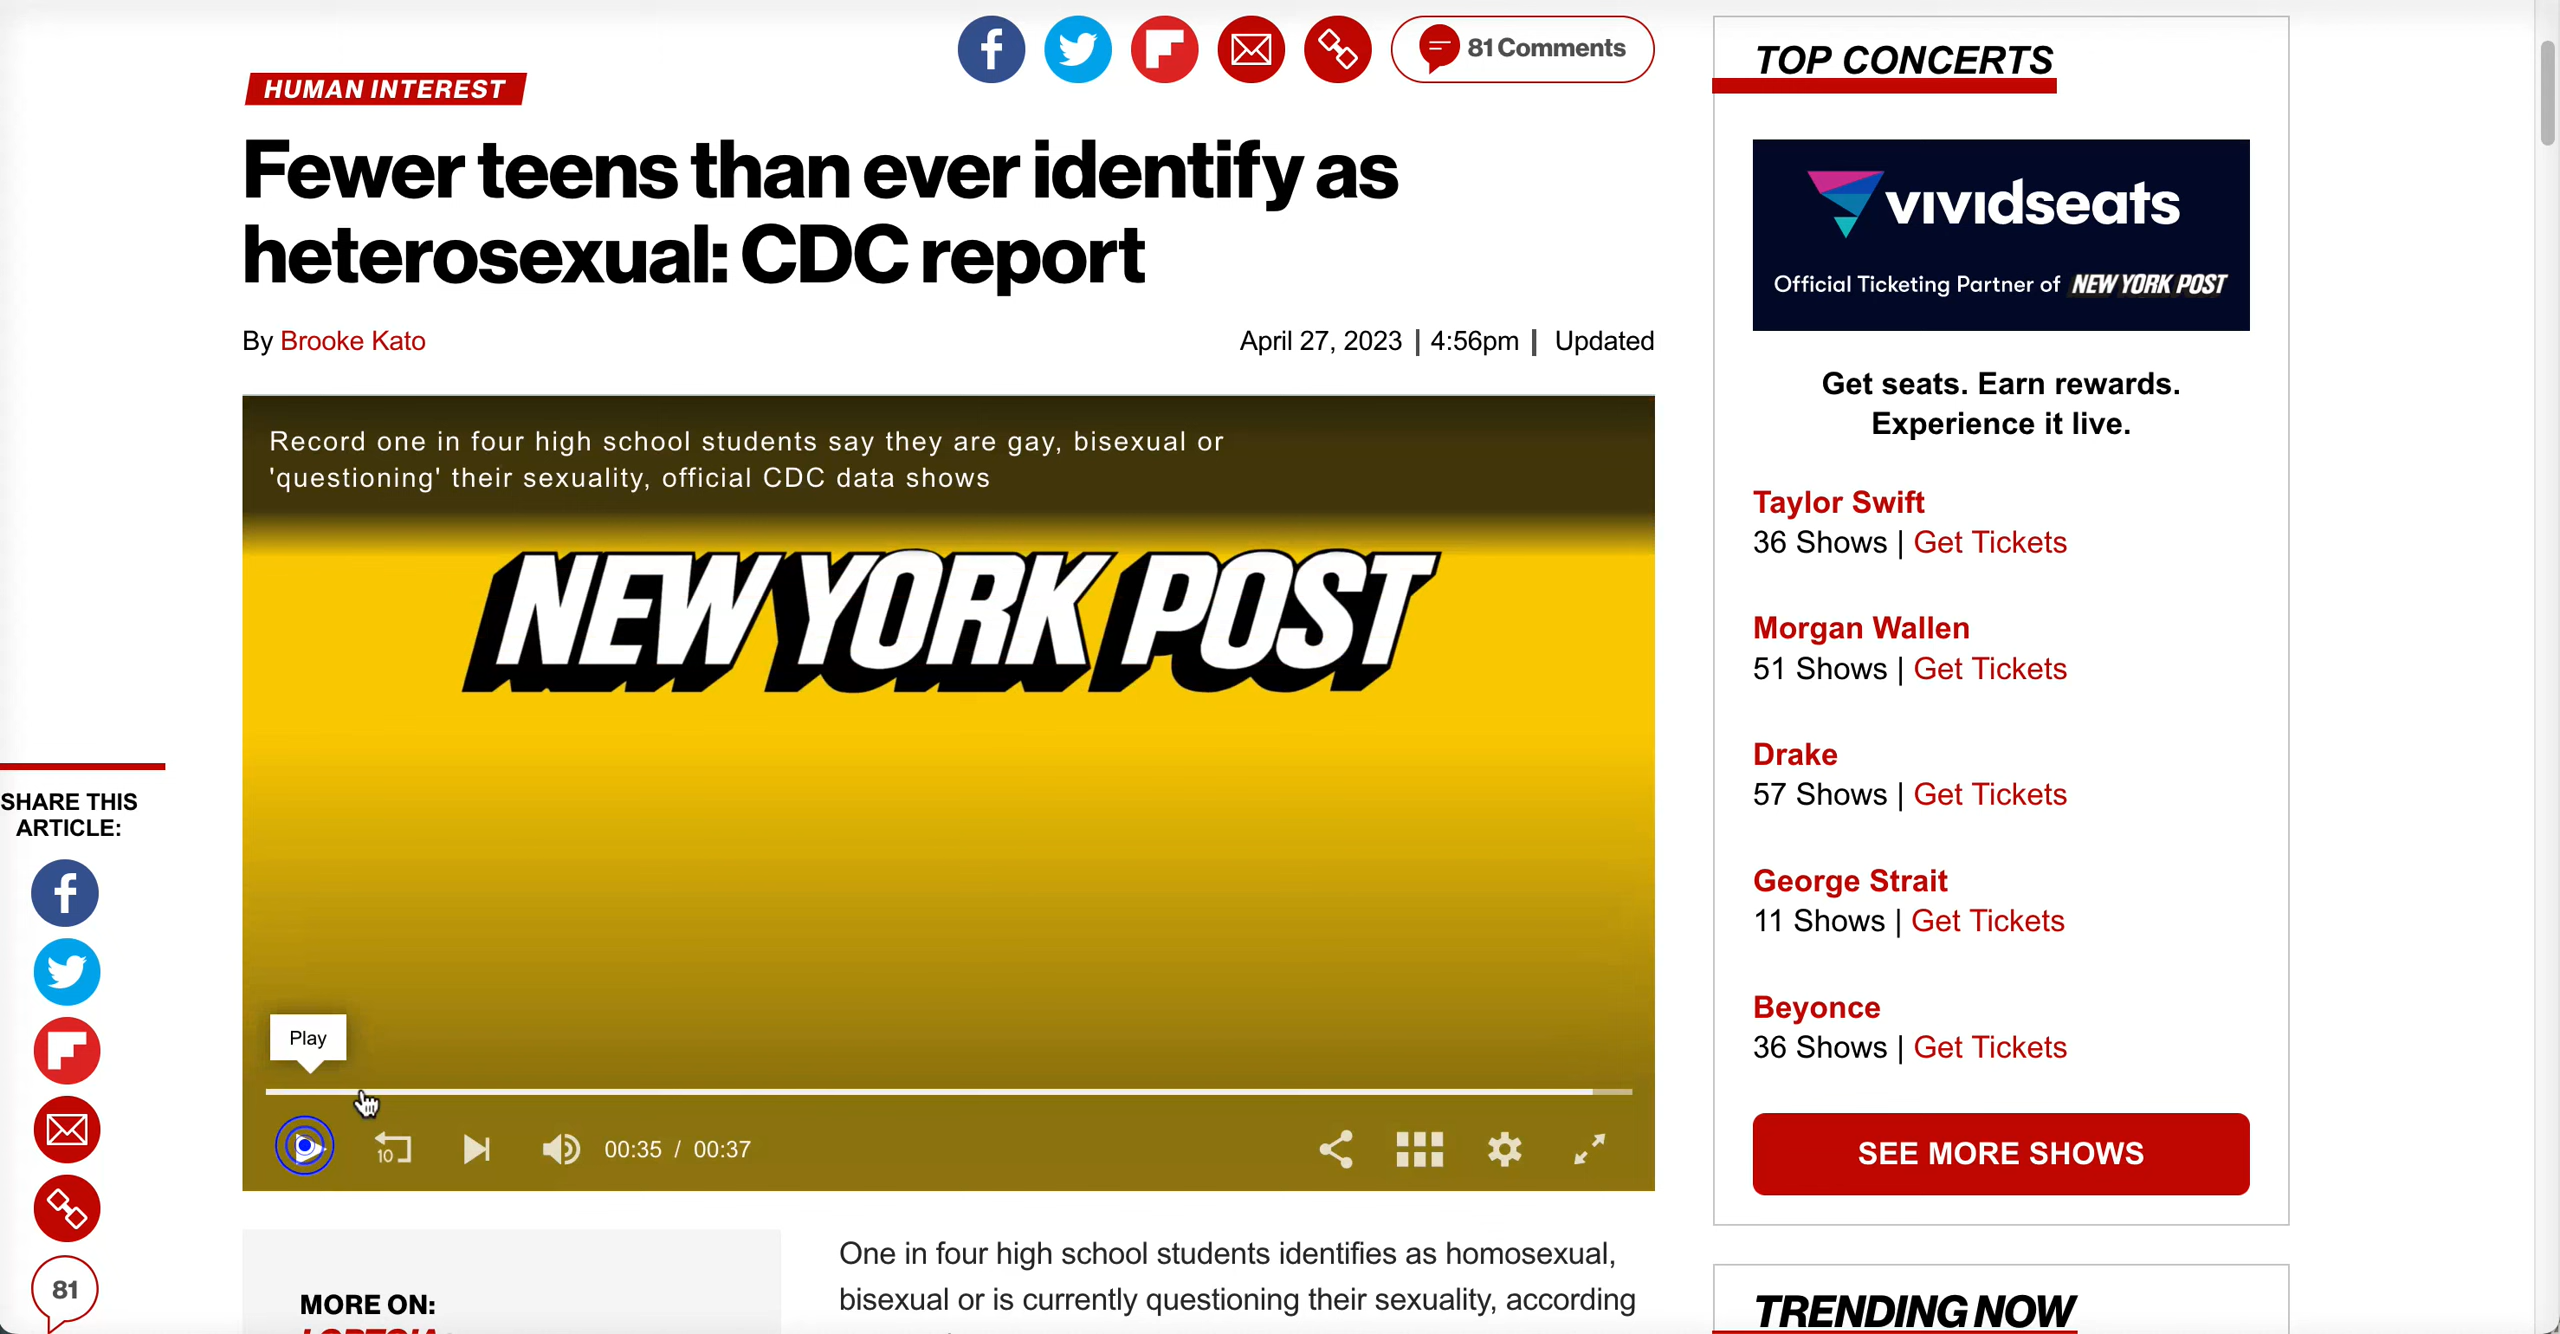 81 Comments
HUMAN INTEREST
Fewer teens than ever identify as
heterosexual: CDC report
By Brooke Kato
April 27, 2023 | 4:56pm | Updated
Record one in four high school students say they are gay, bisexual or
'questioning' their sexuality, official CDC data shows
NEW YORK POST
Play
10
00:35 / 00:37
SHARE THIS
ARTICLE:
81
MORE ON:
One in four high school students identifies as homosexual,
bisexual or is currently questioning their sexuality, according
TOP CONCERTS
vividseats
Official Ticketing Partner of NEW YORK POST
Get seats. Earn rewards.
Experience it live.
Taylor Swift
36 Shows | Get Tickets
Morgan Wallen
51 Shows | Get Tickets
Drake
57 Shows | Get Tickets
George Strait
11 Shows | Get Tickets
Beyonce
36 Shows | Get Tickets
SEE MORE SHOWS
TRENDING NOW